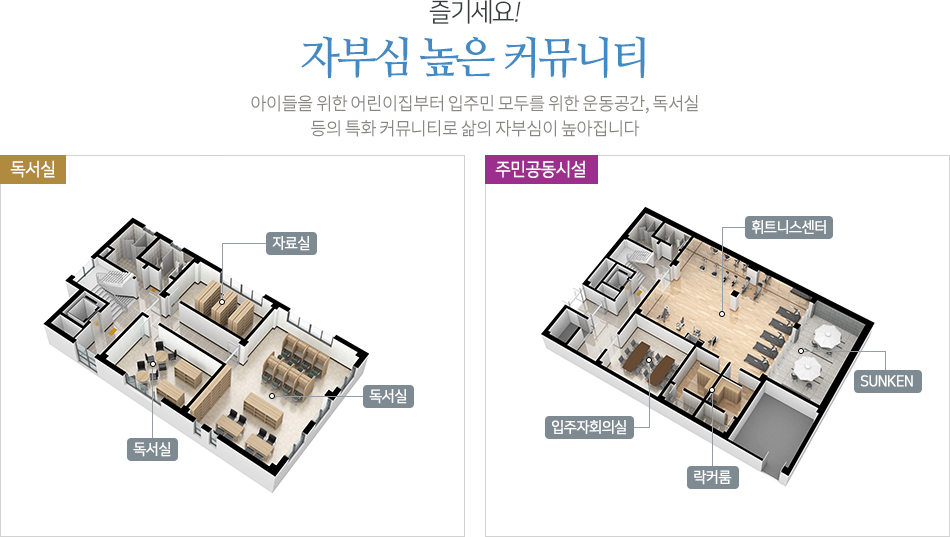 즐기세요!
자부심 높은 커뮤니티
아이들을 위한 어린이집부터 입주민 모두를 위한 운동공간, 독서실
등의 특화 커뮤니티로 삶의 자부심이 높아집니다
독서실
자료실
독서실
독서실
주민공동시설
휘트니스센터
SUNKEN
입주자회의실
락커룸